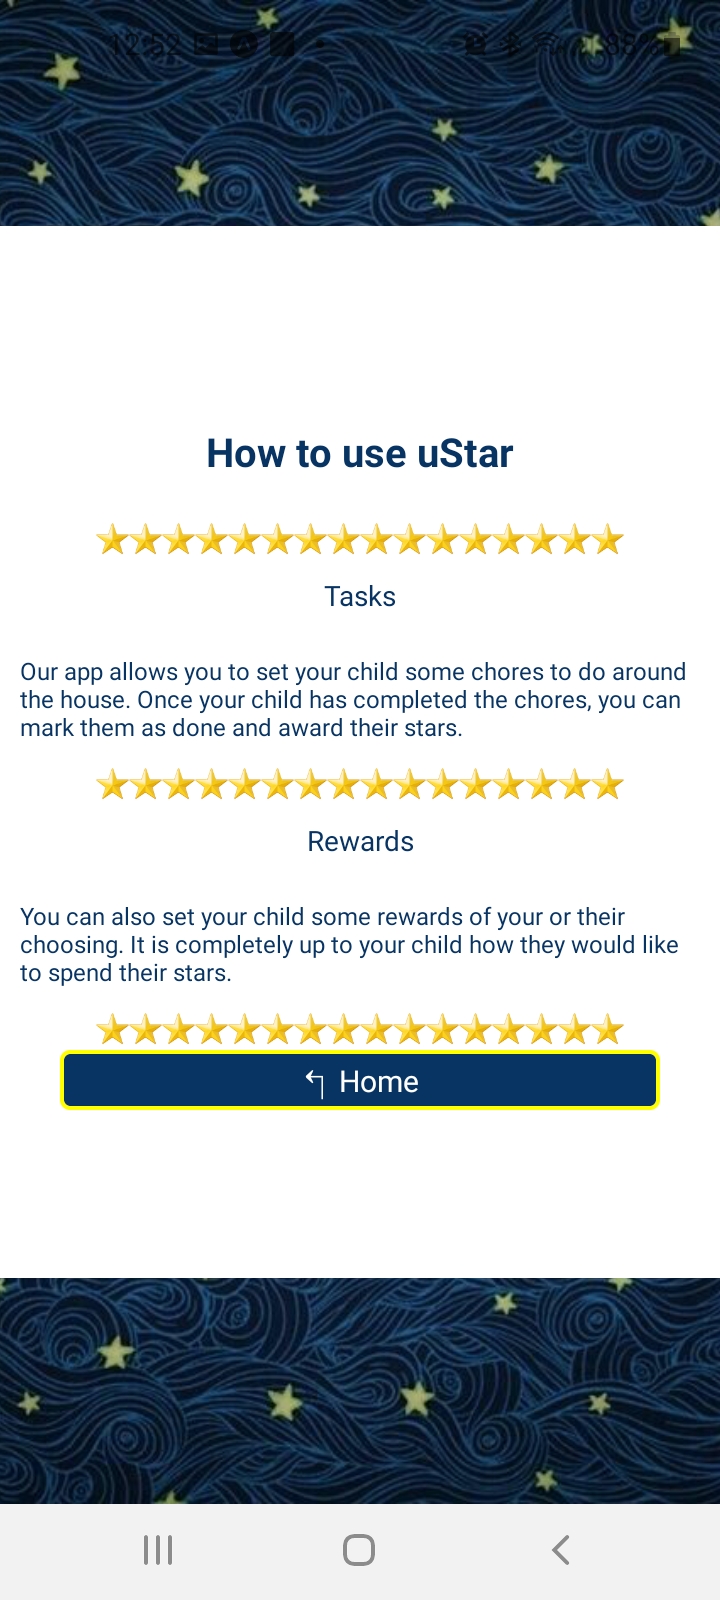 12:52 86%
How to use uStar
Tasks
Our app allows you to set your child some chores to do around
the house. Once your child has completed the chores, you can
mark them as done and award their stars.
Rewards
You can also set your child some rewards of your or their
choosing. It is completely up to your child how they would like
to spend their stars.
↰ Home